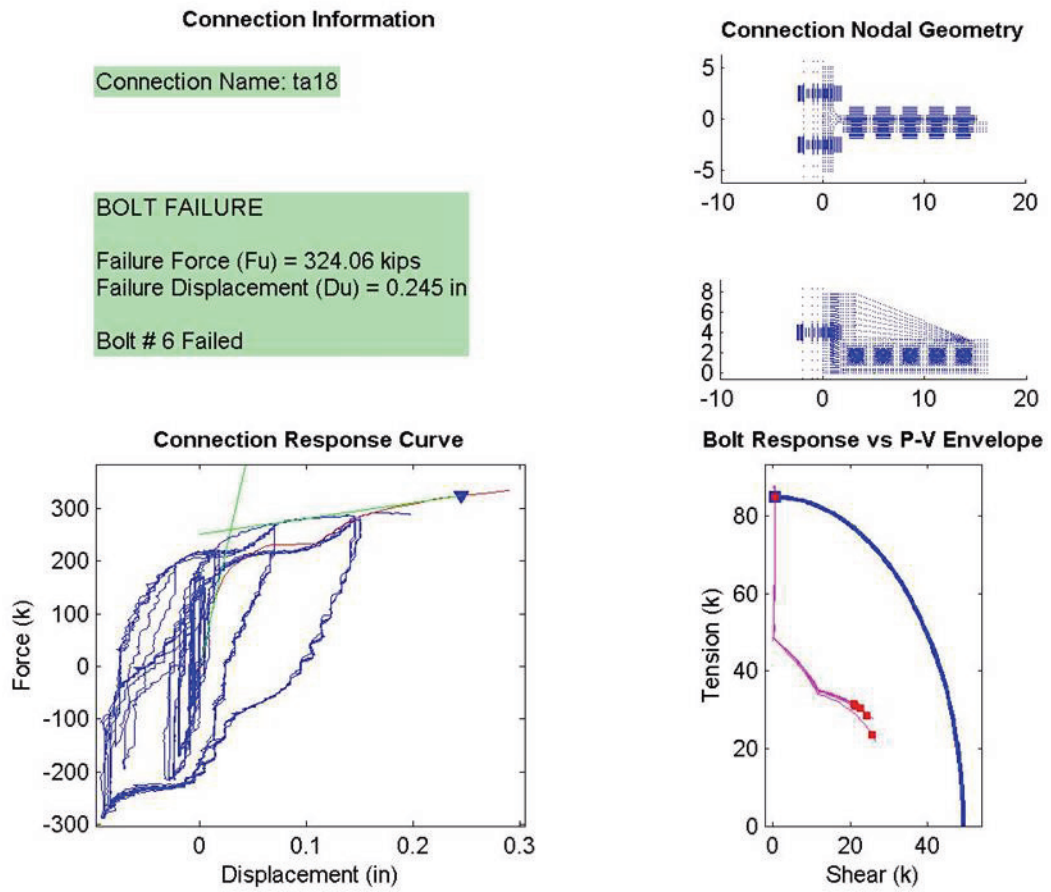 Connection Information
Connection Name: ta18
BOLT FAILURE
Failure Force (Fu) = 324.06 kips
Failure Displacement (Du) = 0.245 in
Bolt # 6 Failed
Connection Nodal Geometry
5
0
-5
-10 0 10 20
8
6
4
2
0
-10 0 10 20
Connection Response Curve
Force (k)
300
200
100
0
-100
-200
-300
0 0.1 0.2 0.3
Displacement (in)
Bolt Response vs P-V Envelope
Tension (k)
80
60
40
20
0
0 20 40
Shear (k)